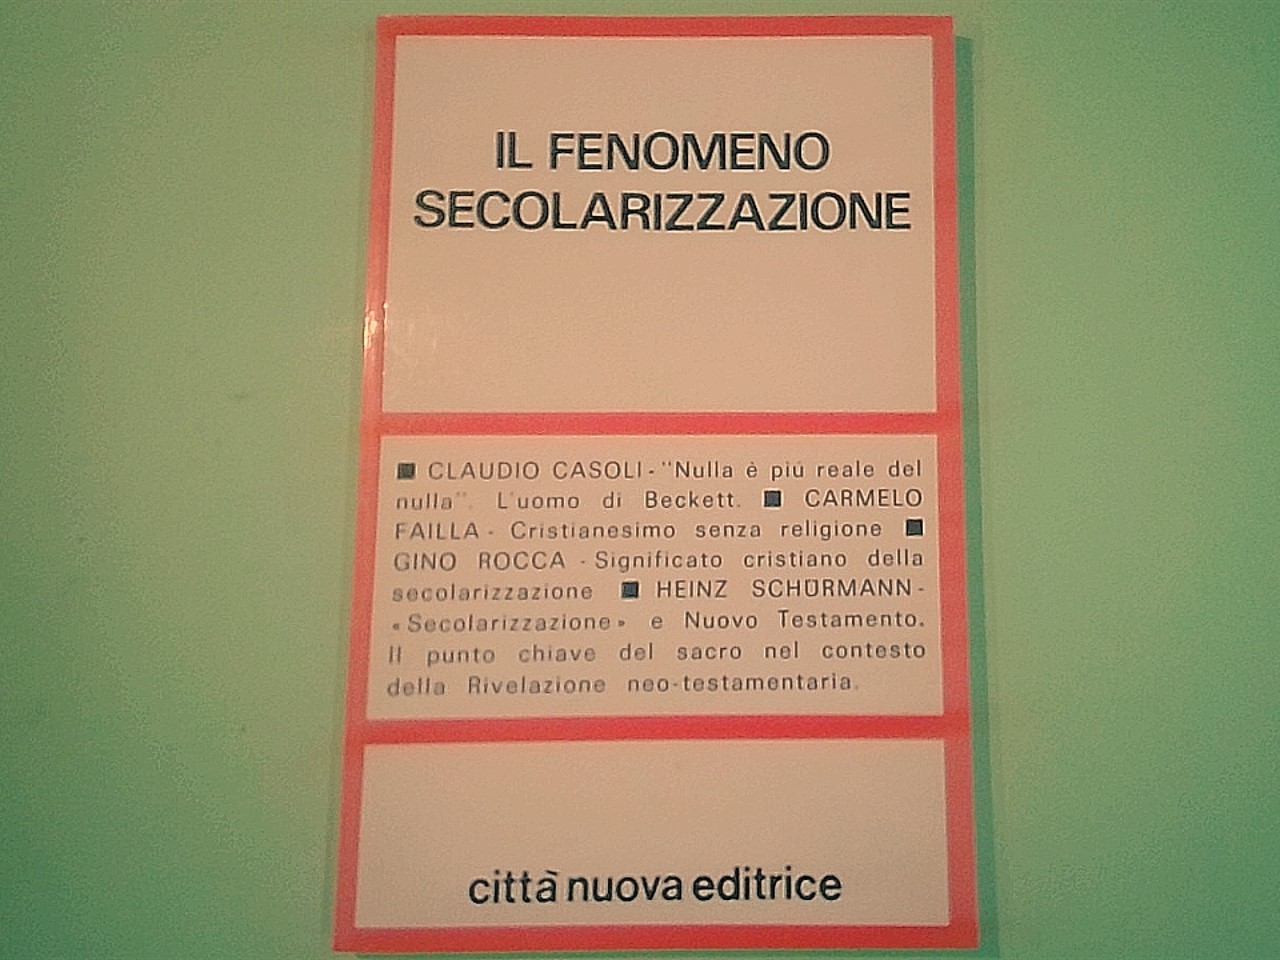 IL FENOMENO
SECOLARIZZAZIONE
■ CLAUDIO CASOLI - "Nulla è più reale del
nulla". L'uomo di Beckett. ■ CARMELO
FAILLA - Cristianesimo senza religione ■
GINO ROCCA - Significato cristiano della
secolarizzazione ■ HEINZ SCHÜRMANN -
«Secolarizzazione» e Nuovo Testamento.
Il punto chiave del sacro nel contesto
della Rivelazione neo-testamentaria.
città nuova editrice